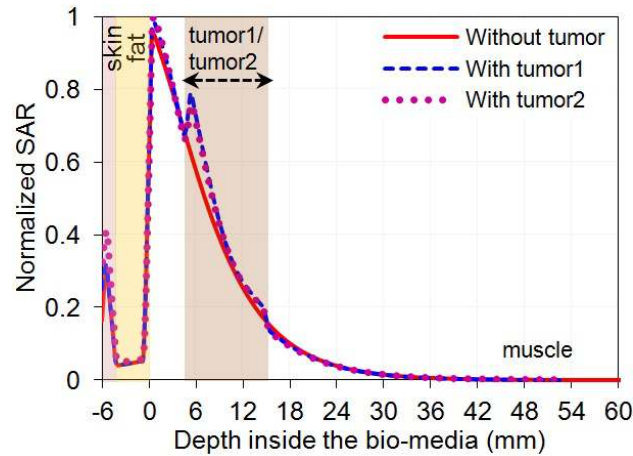 1
0.8
0.6
0.4
0.2
0
Normalized SAR
skin
fat
tumor1/
tumor2
Without tumor
With tumor1
With tumor2
muscle
-6 0 6 12 18 24 30 36 42 48 54 60
Depth inside the bio-media (mm)